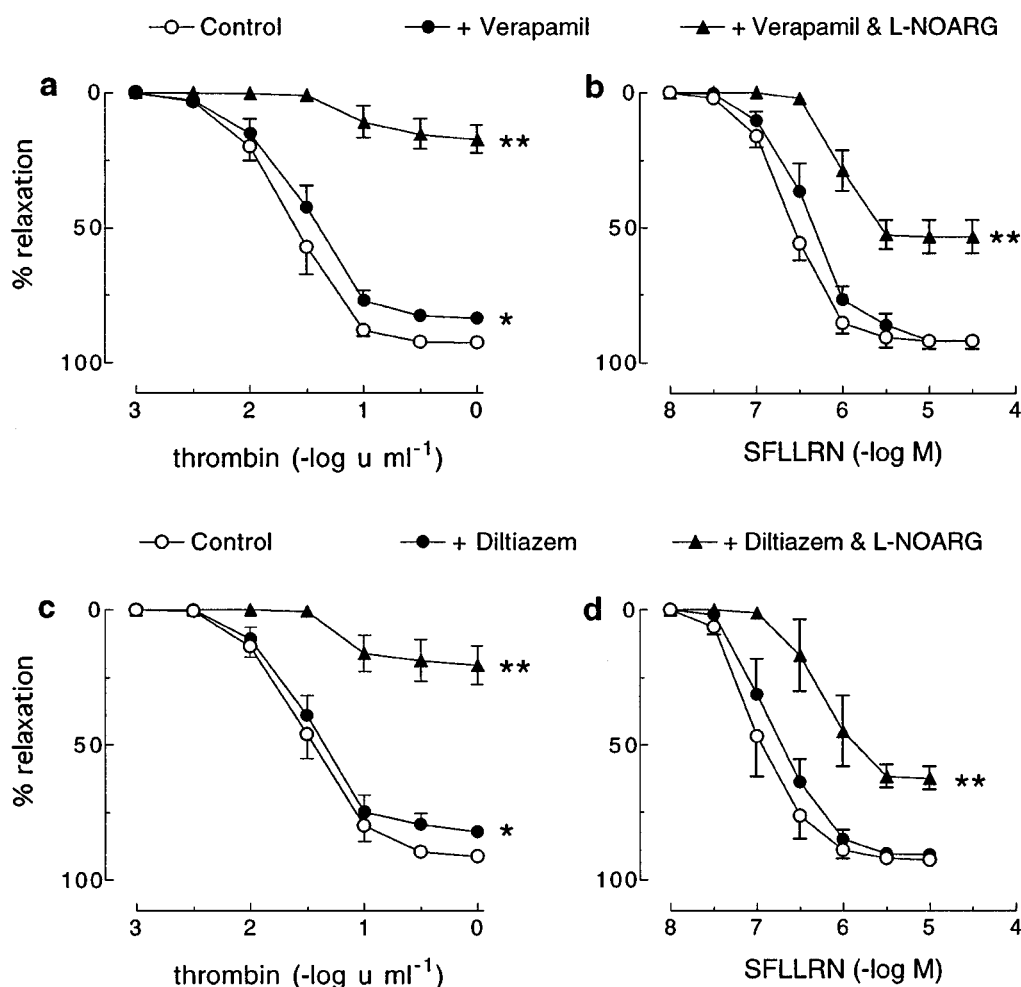 Control + Verapamil + Verapamil & L-NOARG
a b
% relaxation
0
50
100
**
*
3 2 1 0
thrombin (-log u ml⁻¹)
0
50
100
**
8 7 6 5 4
SFLLRN (-log M)
Control + Diltiazem + Diltiazem & L-NOARG
c d
% relaxation
0
50
100
**
*
3 2 1 0
thrombin (-log u ml⁻¹)
0
50
100
**
8 7 6 5 4
SFLLRN (-log M)